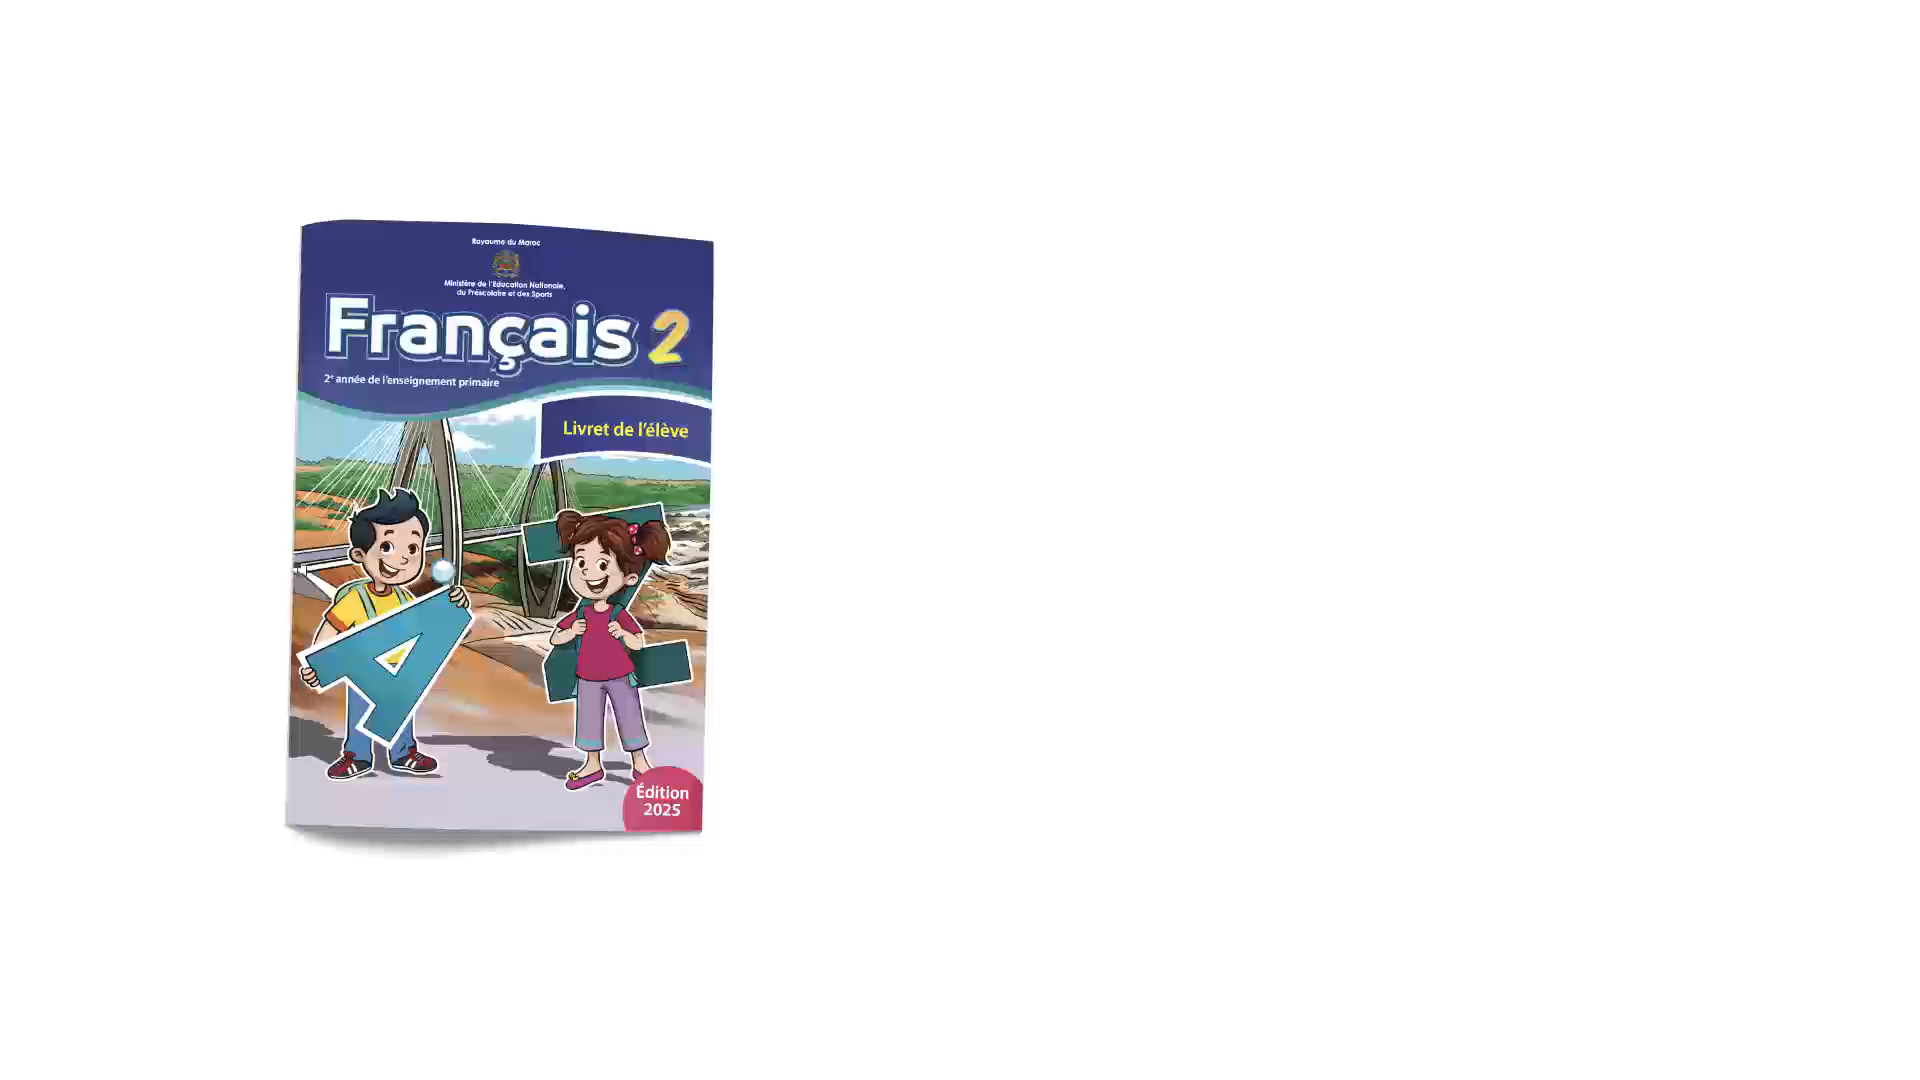 Royaume du Maroc
Ministère de l'Education Nationale,
du Préscolaire et des Sports
Français 2
2e année de l'enseignement primaire
Livret de l'élève
A
Édition
2025